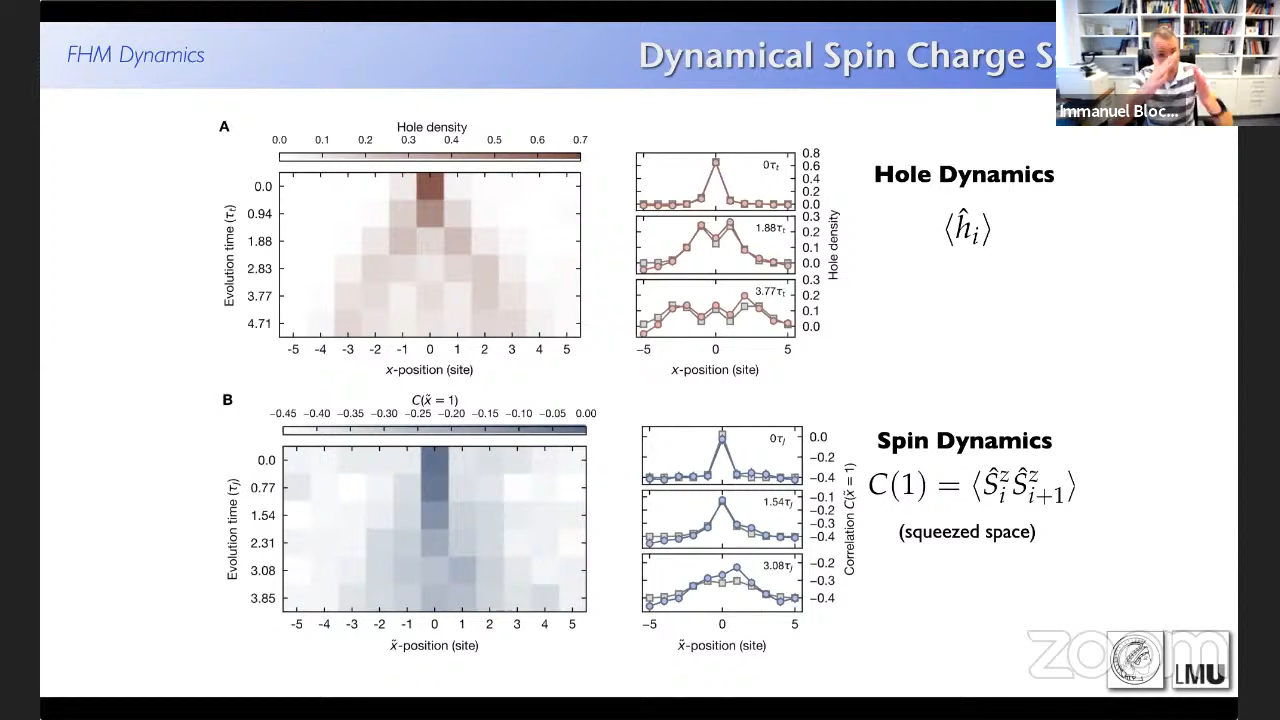 FHM Dynamics
Dynamical Spin Charge S
Immanuel Bloc...
A
Hole density
0.0 0.1 0.2 0.3 0.4 0.5 0.6 0.7
Evolution time (τt)
0.0
0.94
1.88
2.83
3.77
4.71
-5 -4 -3 -2 -1 0 1 2 3 4 5
x-position (site)
0τt
0.8
0.6
0.4
0.2
0.0
1.88τt
0.3
0.2
0.1
0.0
3.77τt
0.3
0.2
0.1
0.0
Hole density
−5 0 5
x-position (site)
Hole Dynamics
⟨ĥi⟩
B
C(x̃ = 1)
−0.45 −0.40 −0.35 −0.30 −0.25 −0.20 −0.15 −0.10 −0.05 0.00
Evolution time (τJ)
0.0
0.77
1.54
2.31
3.08
3.85
-5 -4 -3 -2 -1 0 1 2 3 4 5
x̃-position (site)
0τJ
0.0
−0.2
−0.4
1.54τJ
−0.1
−0.2
−0.3
−0.4
3.08τJ
−0.2
−0.3
−0.4
Correlation C(x̃ = 1)
−5 0 5
x̃-position (site)
Spin Dynamics
C(1) = ⟨Ŝᶻi Ŝᶻi+1⟩
(squeezed space)
zoom
LMU